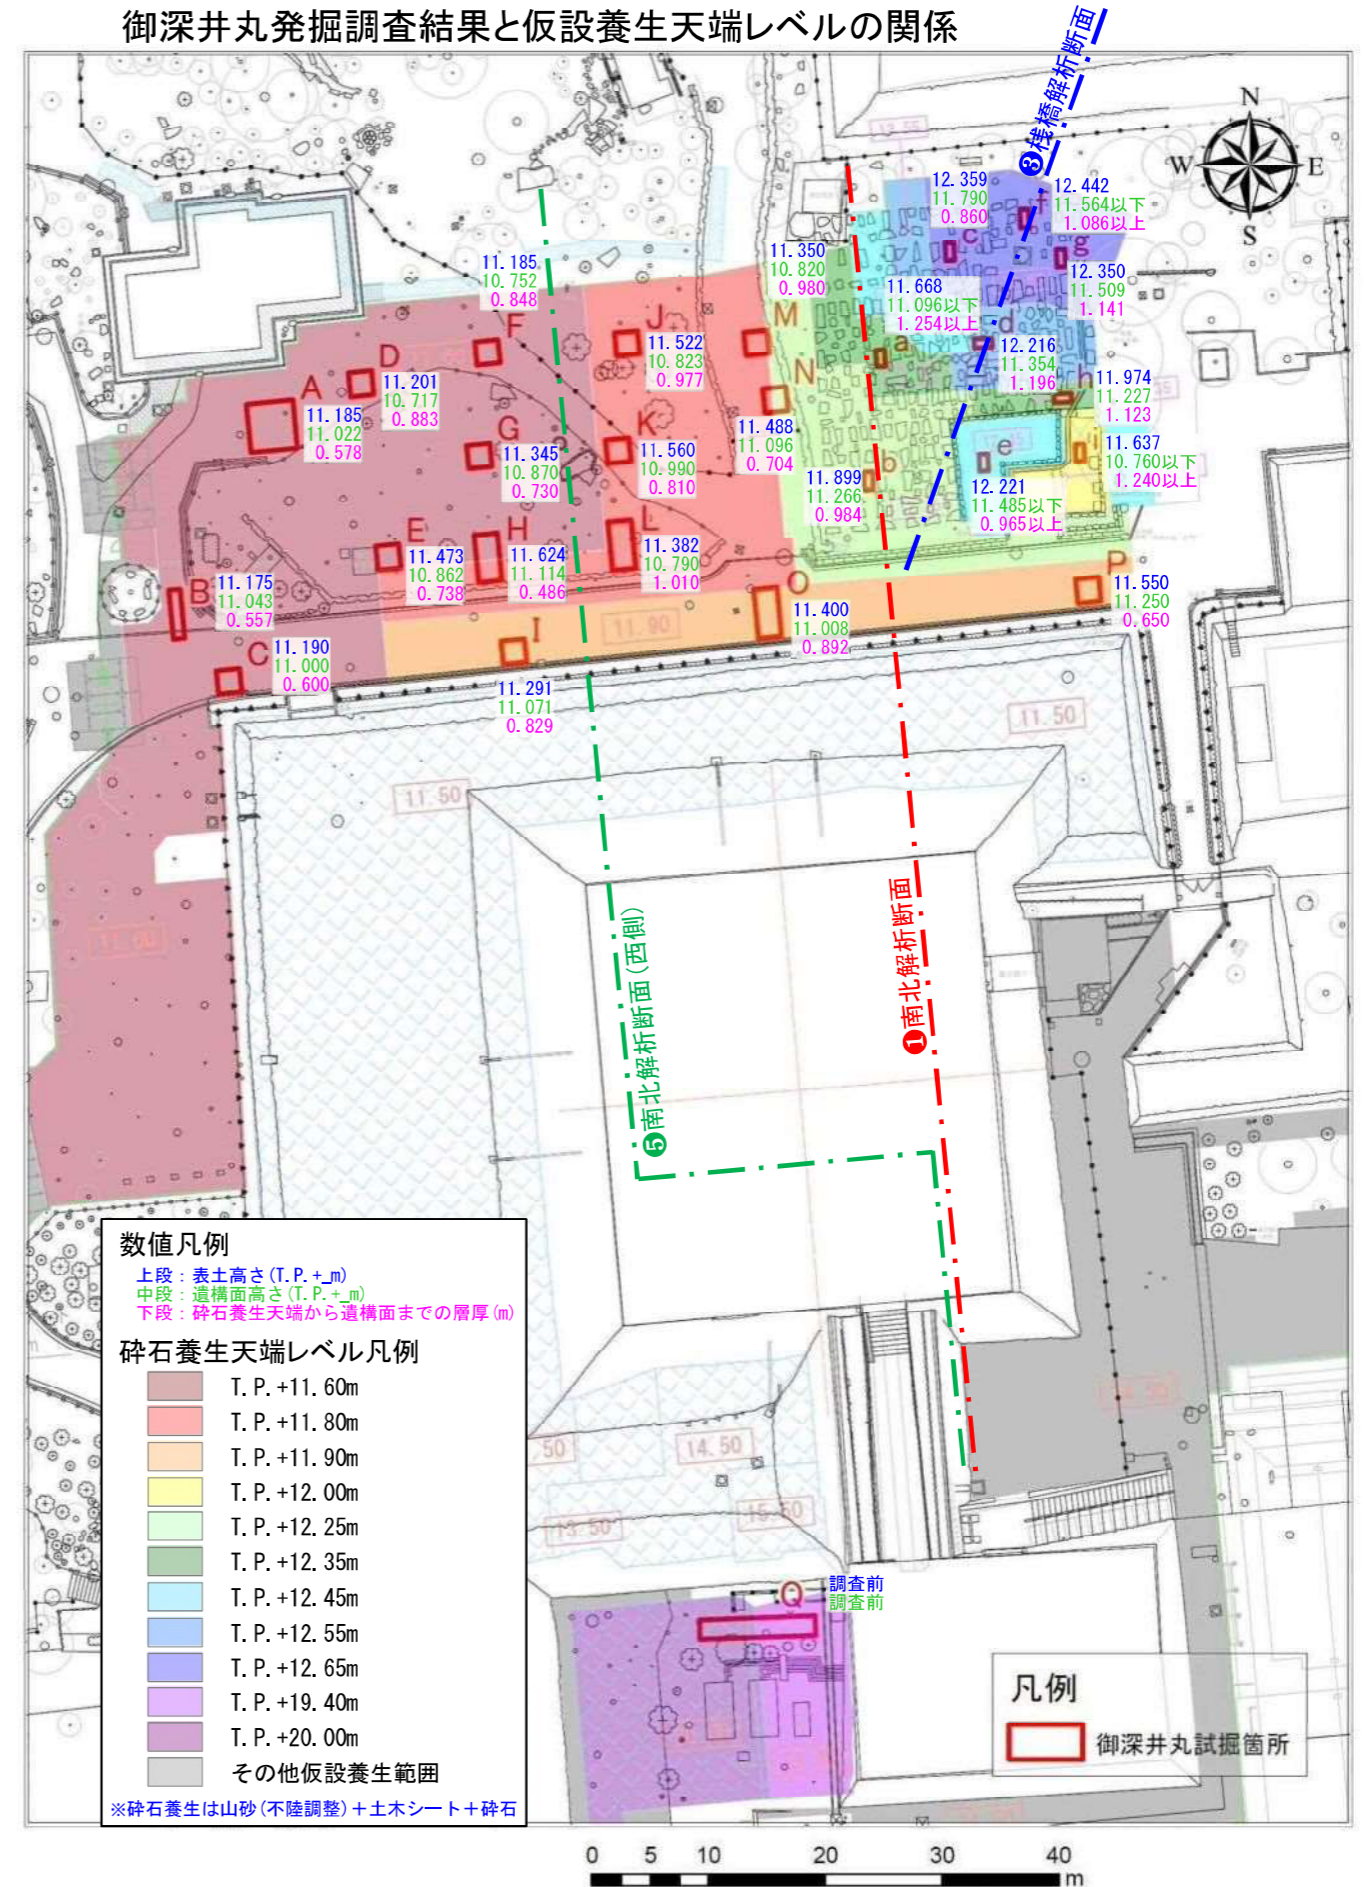 御深井丸発掘調査結果と仮設養生天端レベルの関係
❸桟橋解析断面
N
W
E
S
12.359
11.790
0.860
12.442
11.564以下
1.086以上
f
c
g
11.350
10.820
0.980
12.350
11.509
1.141
11.185
10.752
0.848
11.668
11.096以下
1.254以上
F
J
M
d
11.522
10.823
0.977
a
12.216
11.354
1.196
D
11.201
10.717
0.883
N
h
11.974
11.227
1.123
A
11.185
11.022
0.578
G
11.345
10.870
0.730
K
11.560
10.990
0.810
11.488
11.096
0.704
b
11.899
11.266
0.984
e
12.221
11.485以下
0.965以上
i
11.637
10.760以下
1.240以上
E
11.473
10.862
0.738
H
11.624
11.114
0.486
L
11.382
10.790
1.010
B
11.175
11.043
0.557
O
11.400
11.008
0.892
P
11.550
11.250
0.650
C
11.190
11.000
0.600
I
11.291
11.071
0.829
11.90
11.50
11.50
❶南北解析断面
❺南北解析断面(西側)
14.50
13.50
15.50
Q
調査前
調査前
数値凡例
上段：表土高さ(T.P.+_m)
中段：遺構面高さ(T.P.+_m)
下段：砕石養生天端から遺構面までの層厚(m)
砕石養生天端レベル凡例
T.P.+11.60m
T.P.+11.80m
T.P.+11.90m
T.P.+12.00m
T.P.+12.25m
T.P.+12.35m
T.P.+12.45m
T.P.+12.55m
T.P.+12.65m
T.P.+19.40m
T.P.+20.00m
その他仮設養生範囲
※砕石養生は山砂(不陸調整)＋土木シート＋砕石
凡例
御深井丸試掘箇所
0 5 10 20 30 40
m